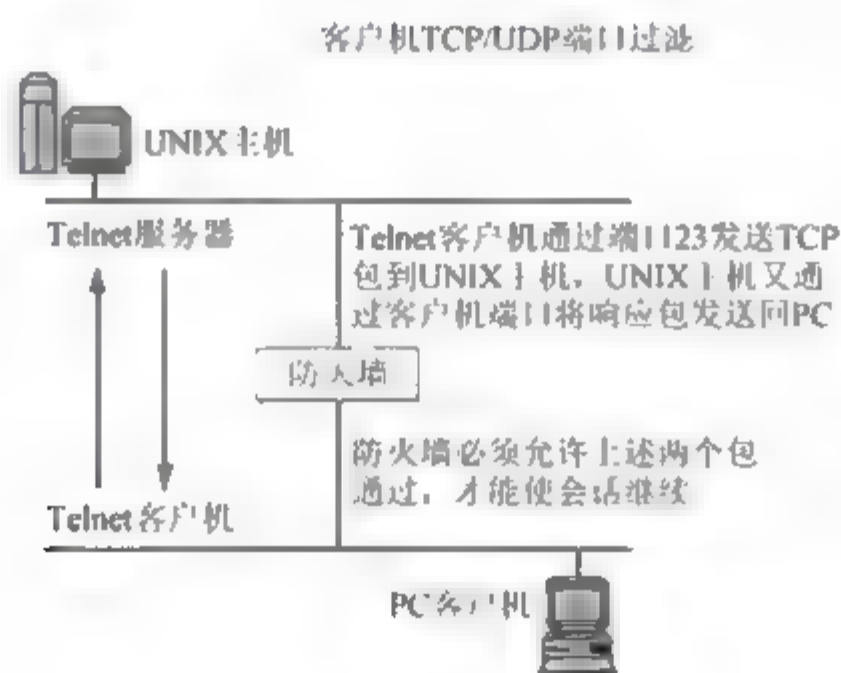 客户机TCP/UDP端口过滤
UNIX主机
Telnet服务器
Telnet客户机通过端口23发送TCP
包到UNIX主机，UNIX主机又通
过客户机端口将响应包发送回PC
防火墙
防火墙必须允许上述两个包
通过，才能使会话继续
Telnet客户机
PC客户机